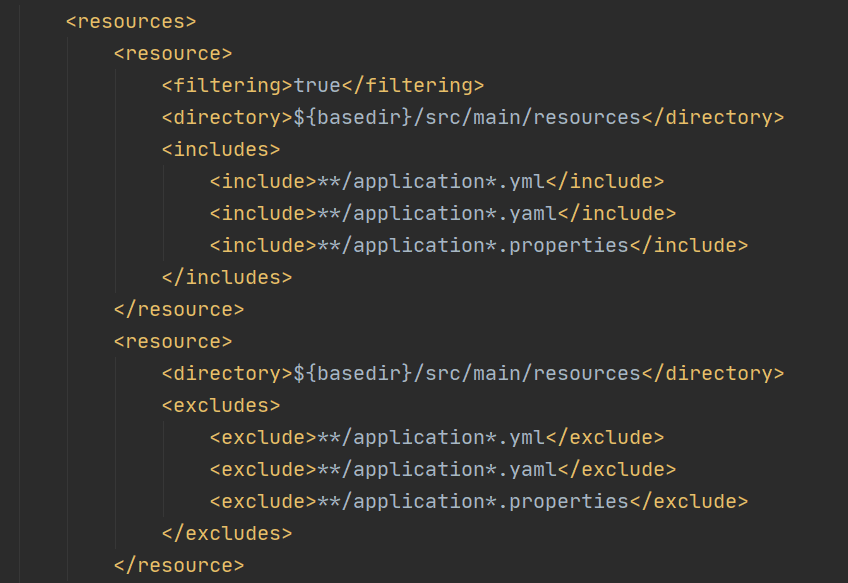 <resources>
<resource>
<filtering>true</filtering>
<directory>${basedir}/src/main/resources</directory>
<includes>
<include>**/application*.yml</include>
<include>**/application*.yaml</include>
<include>**/application*.properties</include>
</includes>
</resource>
<resource>
<directory>${basedir}/src/main/resources</directory>
<excludes>
<exclude>**/application*.yml</exclude>
<exclude>**/application*.yaml</exclude>
<exclude>**/application*.properties</exclude>
</excludes>
</resource>